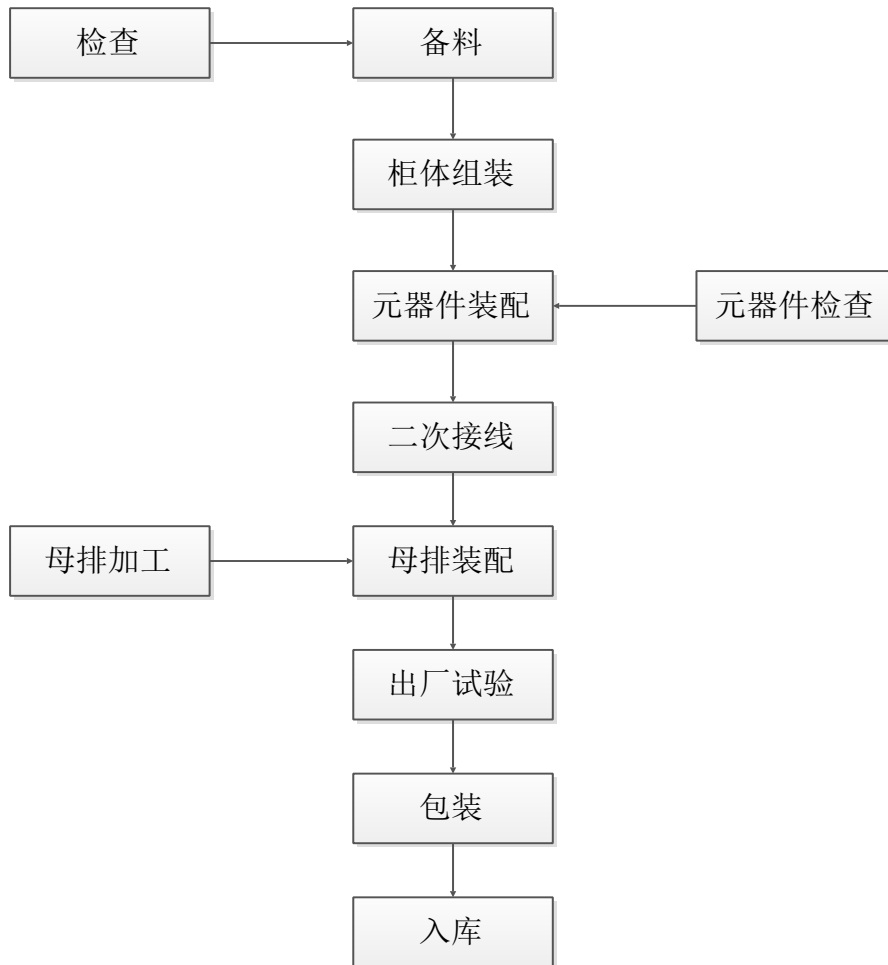 检查
备料
柜体组装
元器件装配
元器件检查
二次接线
母排加工
母排装配
出厂试验
包装
入库